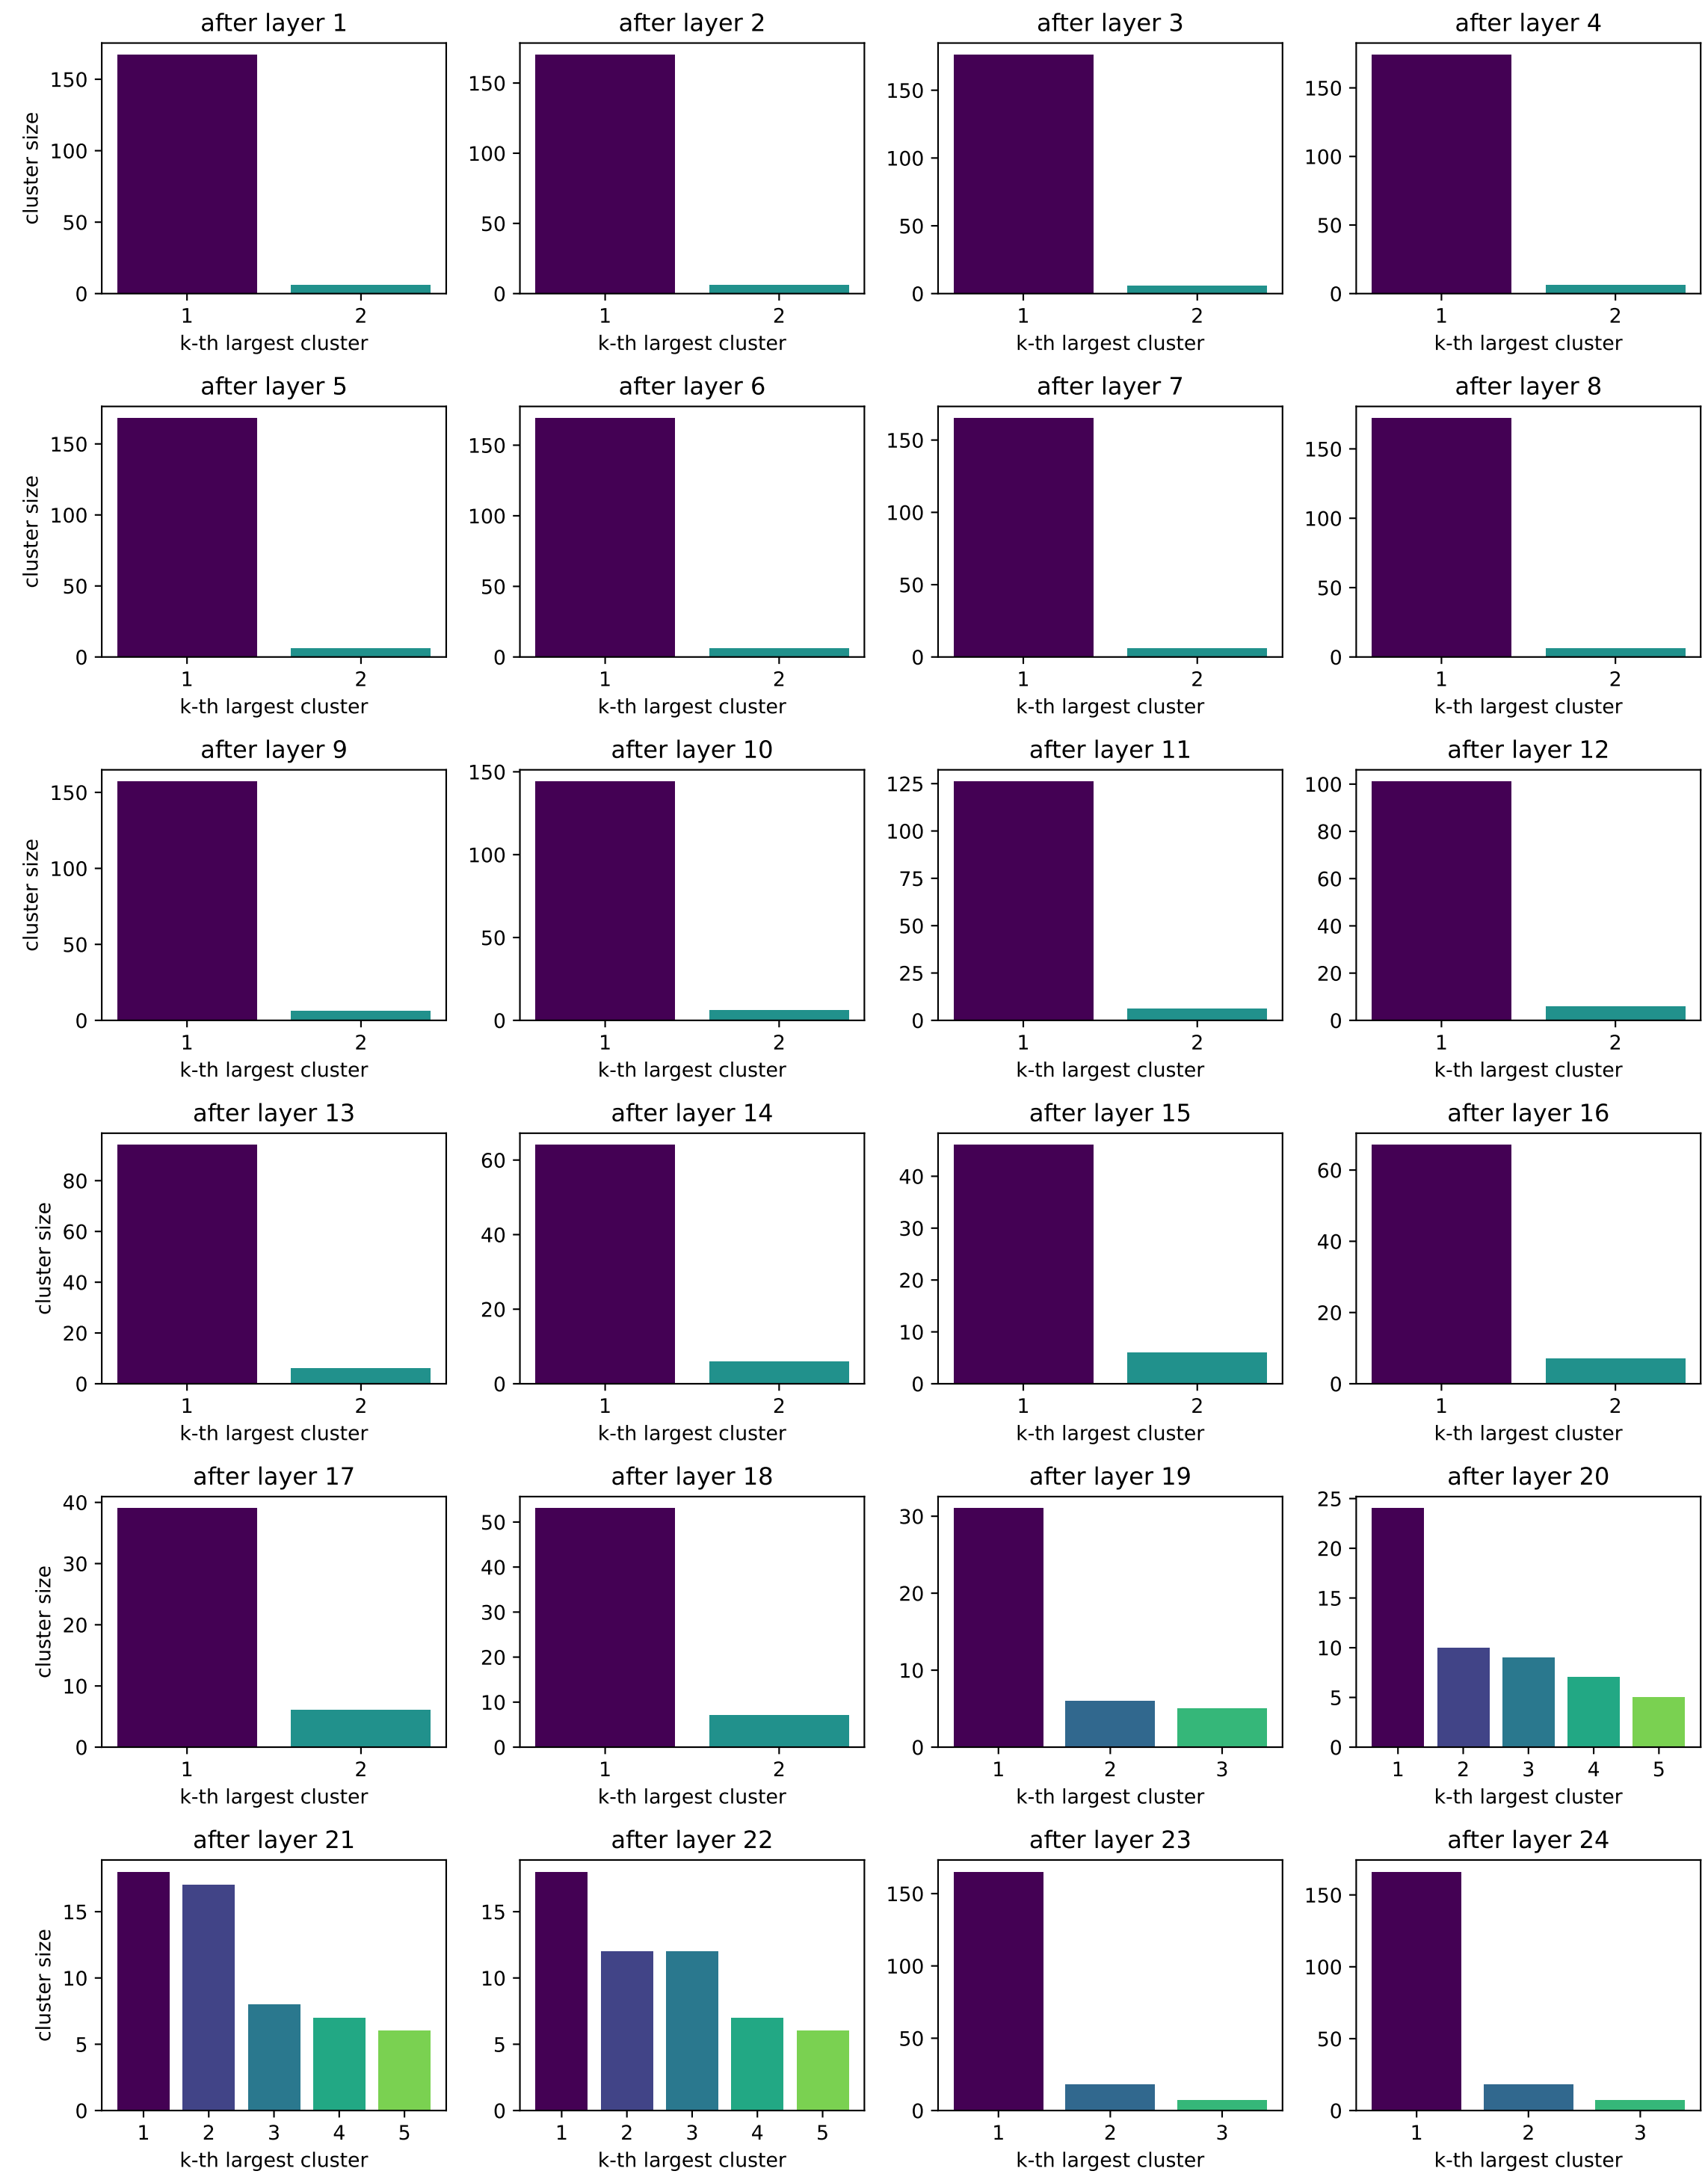 after layer 1
after layer 2
after layer 3
after layer 4
cluster size
150
100
50
0
150
100
50
0
150
100
50
0
150
100
50
0
1 2
1 2
1 2
1 2
k-th largest cluster
k-th largest cluster
k-th largest cluster
k-th largest cluster
after layer 5
after layer 6
after layer 7
after layer 8
cluster size
150
100
50
0
150
100
50
0
150
100
50
0
150
100
50
0
1 2
1 2
1 2
1 2
k-th largest cluster
k-th largest cluster
k-th largest cluster
k-th largest cluster
after layer 9
after layer 10
after layer 11
after layer 12
cluster size
150
100
50
0
150
100
50
0
125
100
75
50
25
0
100
80
60
40
20
0
1 2
1 2
1 2
1 2
k-th largest cluster
k-th largest cluster
k-th largest cluster
k-th largest cluster
after layer 13
after layer 14
after layer 15
after layer 16
cluster size
80
60
40
20
0
60
40
20
0
40
30
20
10
0
60
40
20
0
1 2
1 2
1 2
1 2
k-th largest cluster
k-th largest cluster
k-th largest cluster
k-th largest cluster
after layer 17
after layer 18
after layer 19
after layer 20
cluster size
40
30
20
10
0
50
40
30
20
10
0
30
20
10
0
25
20
15
10
5
0
1 2
1 2
1 2 3
1 2 3 4 5
k-th largest cluster
k-th largest cluster
k-th largest cluster
k-th largest cluster
after layer 21
after layer 22
after layer 23
after layer 24
cluster size
15
10
5
0
15
10
5
0
150
100
50
0
150
100
50
0
1 2 3 4 5
1 2 3 4 5
1 2 3
1 2 3
k-th largest cluster
k-th largest cluster
k-th largest cluster
k-th largest cluster